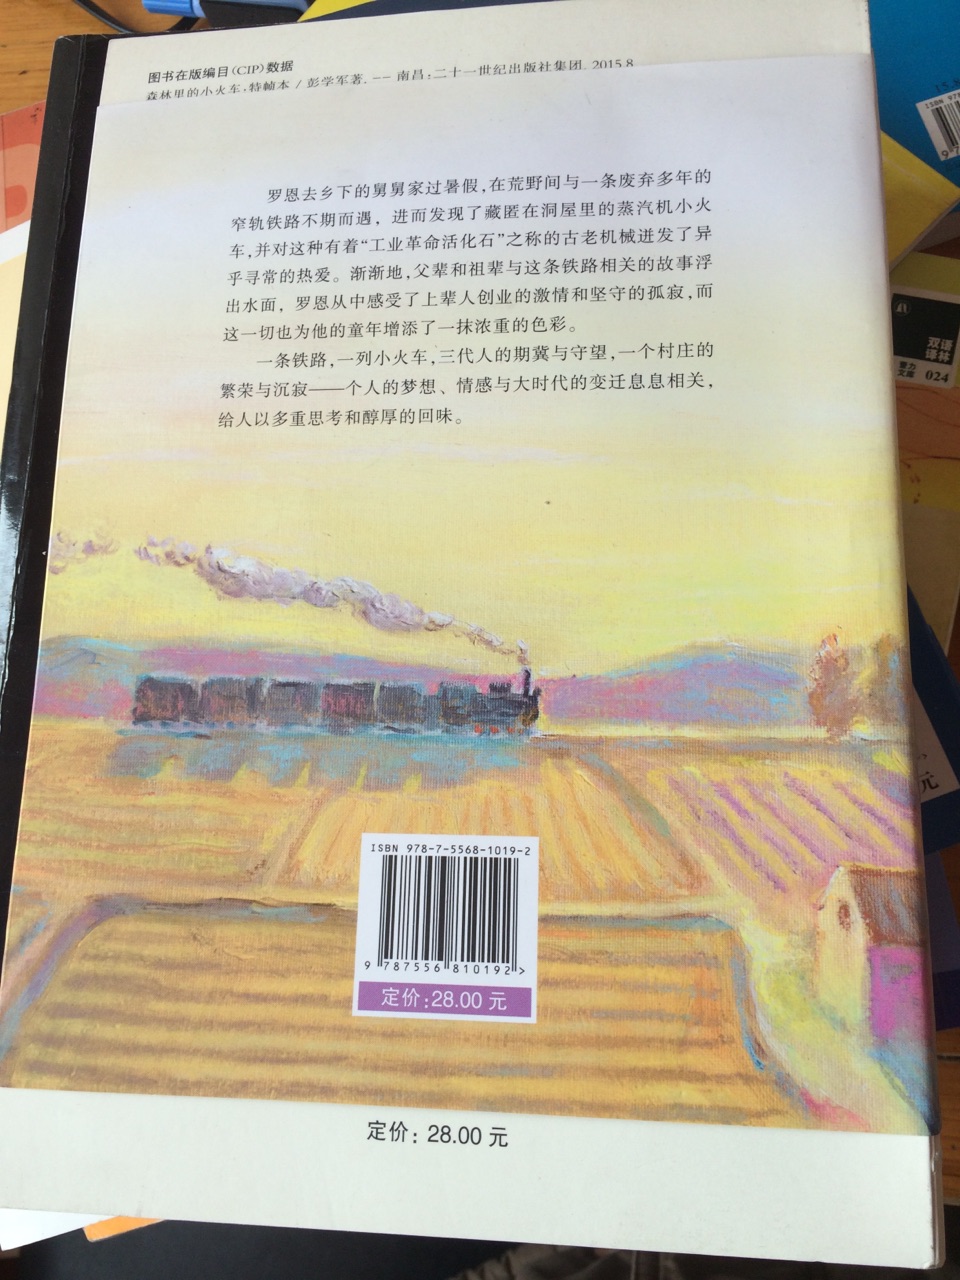 图书在版编目(CIP)数据
森林里的小火车:特帧本 / 彭学军著. -- 南昌:二十一世纪出版社集团, 2015.8
罗恩去乡下的舅舅家过暑假,在荒野间与一条废弃多年的
窄轨铁路不期而遇,进而发现了藏匿在洞屋里的蒸汽机小火
车,并对这种有着“工业革命活化石”之称的古老机械迸发了异
乎寻常的热爱。渐渐地,父辈和祖辈与这条铁路相关的故事浮
出水面,罗恩从中感受了上辈人创业的激情和坚守的孤寂,而
这一切也为他的童年增添了一抹浓重的色彩。
一条铁路,一列小火车,三代人的期冀与守望,一个村庄的
繁荣与沉寂——个人的梦想、情感与大时代的变迁息息相关,
给人以多重思考和醇厚的回味。
ISBN 978-7-5568-1019-2
9 787556 810192 >
定价:28.00 元
定价: 28.00 元
双语
译林
文库
024
ISBN 978
元